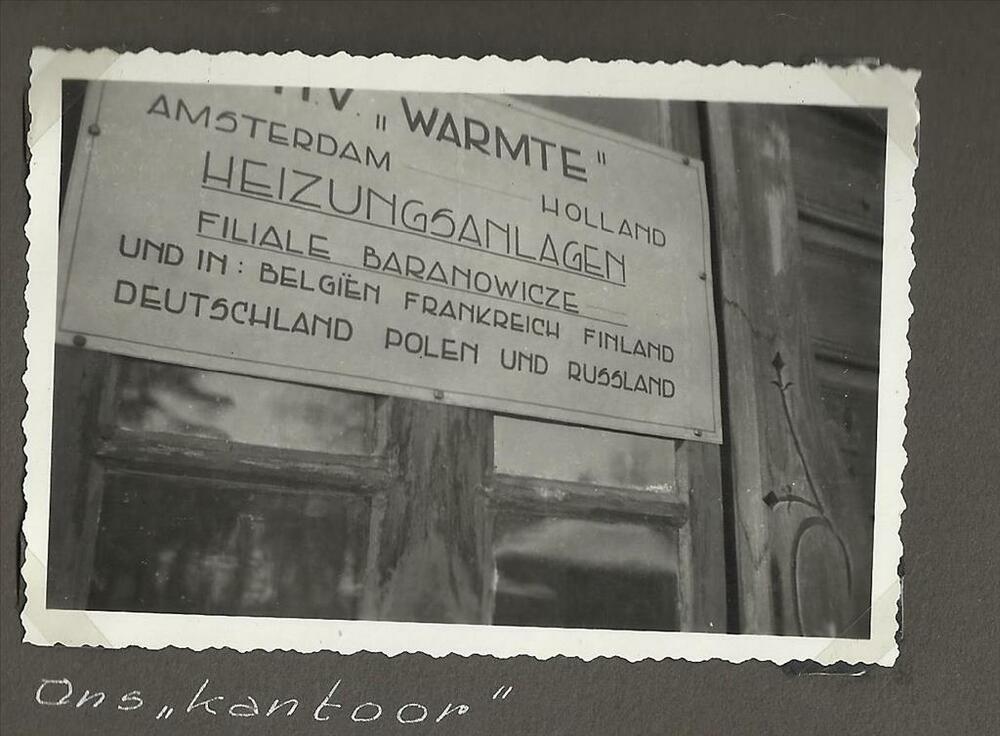 N.V. „WARMTE"
AMSTERDAM HOLLAND
HEIZUNGSANLAGEN
FILIALE BARANOWICZE
UND IN: BELGIËN FRANKREICH FINLAND
DEUTSCHLAND POLEN UND RUSSLAND
Ons „kantoor"